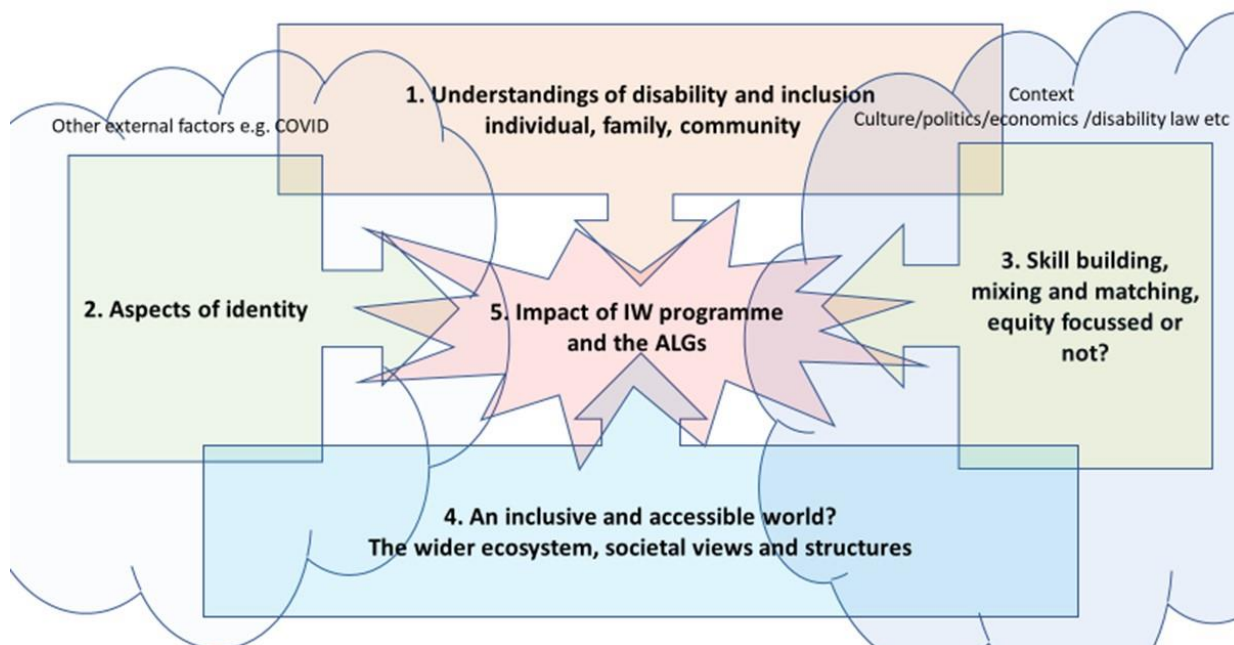 1. Understandings of disability and inclusion
individual, family, community
Other external factors e.g. COVID
Context
Culture/politics/economics /disability law etc
2. Aspects of identity
5. Impact of IW programme
and the ALGs
3. Skill building,
mixing and matching,
equity focussed or
not?
4. An inclusive and accessible world?
The wider ecosystem, societal views and structures